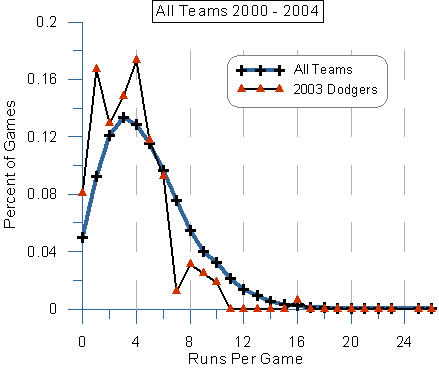 All Teams 2000 - 2004
0.2
0.16
0.12
0.08
0.04
0
Percent of Games
All Teams
2003 Dodgers
0 4 8 12 16 20 24
Runs Per Game